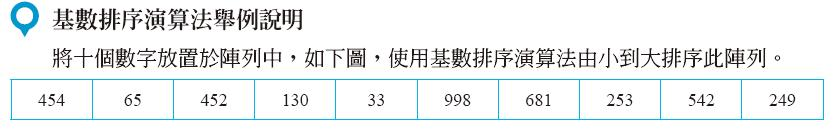 基數排序演算法舉例說明
將十個數字放置於陣列中，如下圖，使用基數排序演算法由小到大排序此陣列。
454 65 452 130 33 998 681 253 542 249